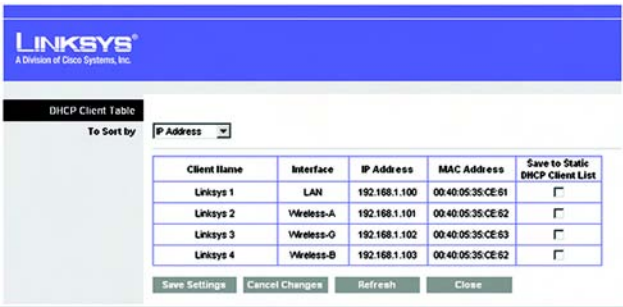 LINKSYS®
A Division of Cisco Systems, Inc.
DHCP Client Table
To Sort by IP Address
Client Name Interface IP Address MAC Address Save to Static DHCP Client List
Linksys 1 LAN 192.168.1.100 00:40:05:35:CE:61
Linksys 2 Wireless-A 192.168.1.101 00:40:05:35:CE:62
Linksys 3 Wireless-G 192.168.1.102 00:40:05:35:CE:63
Linksys 4 Wireless-B 192.168.1.103 00:40:05:35:CE:62
Save Settings Cancel Changes Refresh Close